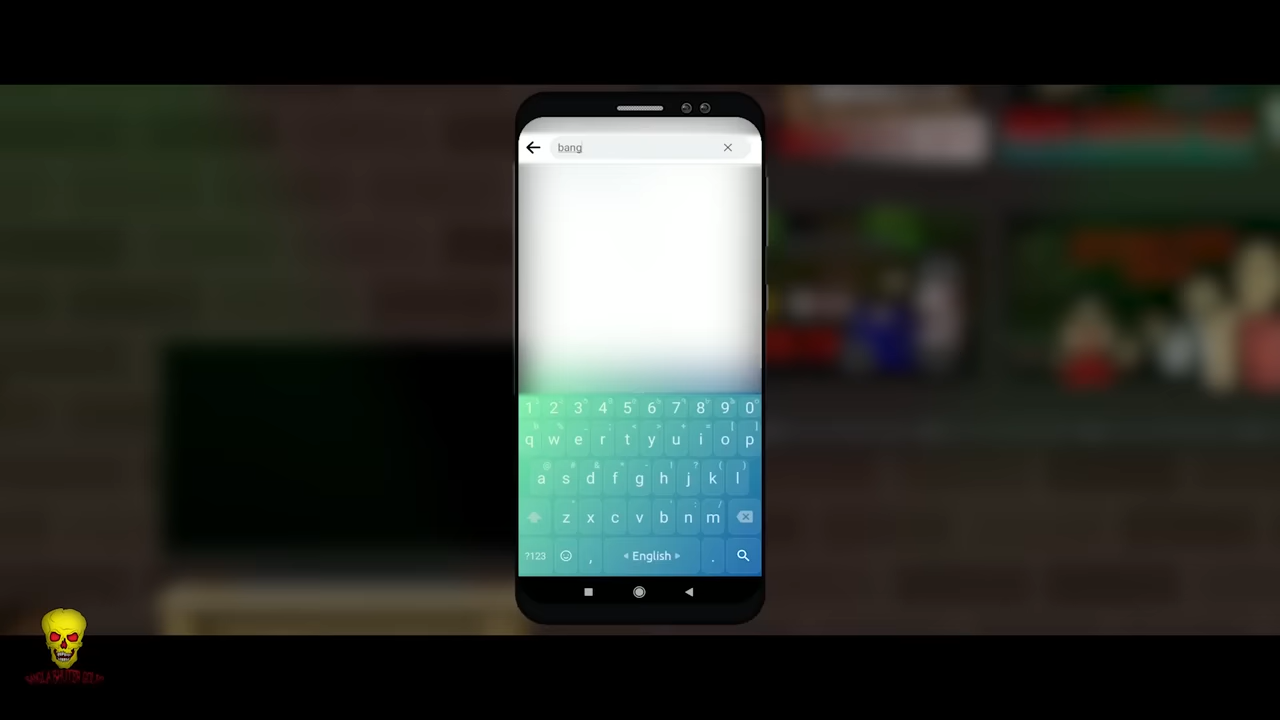 bang
1 2 3 4 5 6 7 8 9 0
q w e r t y u i o p
a s d f g h j k l
z x c v b n m
?123 , English .